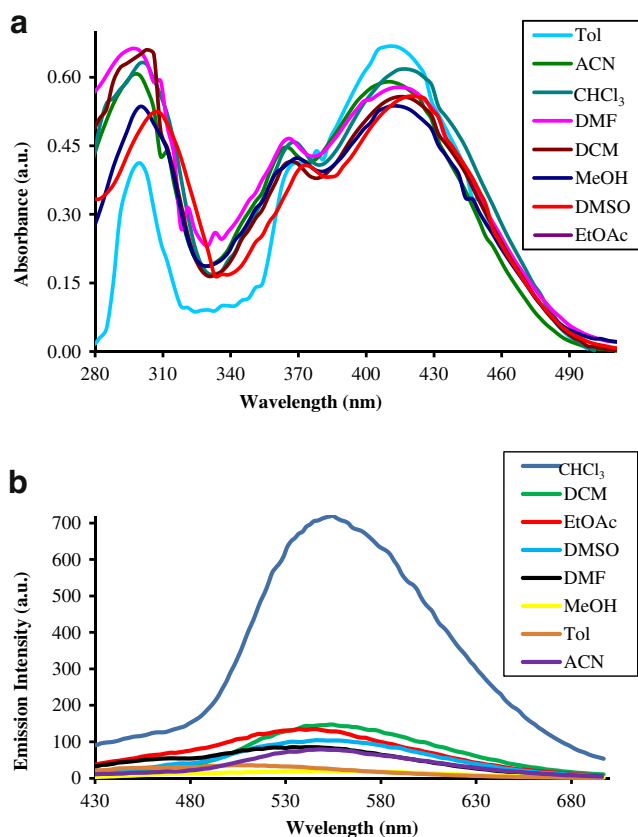 a
Tol
ACN
CHCl₃
DMF
DCM
MeOH
DMSO
EtOAc
0.60
0.45
0.30
0.15
0.00
Absorbance (a.u.)
280 310 340 370 400 430 460 490
Wavelength (nm)
b
CHCl₃
DCM
EtOAc
DMSO
DMF
MeOH
Tol
ACN
700
600
500
400
300
200
100
0
Emission Intensity (a.u.)
430 480 530 580 630 680
Wvelength (nm)